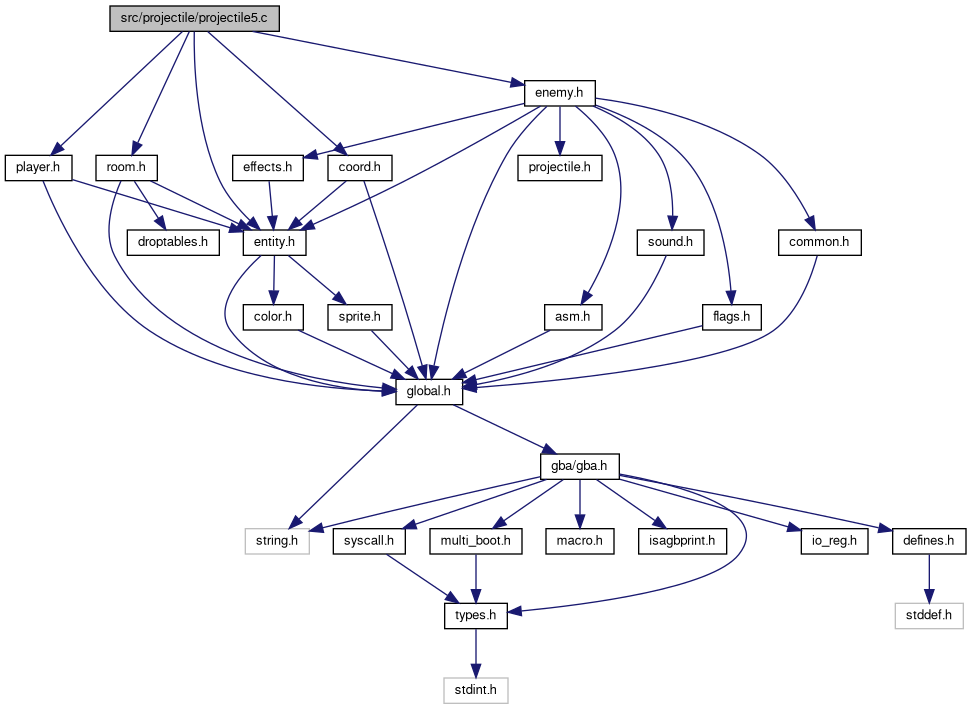 src/projectile/projectile5.c
enemy.h
player.h
room.h
effects.h
coord.h
projectile.h
droptables.h
entity.h
sound.h
common.h
color.h
sprite.h
asm.h
flags.h
global.h
gba/gba.h
string.h
syscall.h
multi_boot.h
macro.h
isagbprint.h
io_reg.h
defines.h
types.h
stddef.h
stdint.h